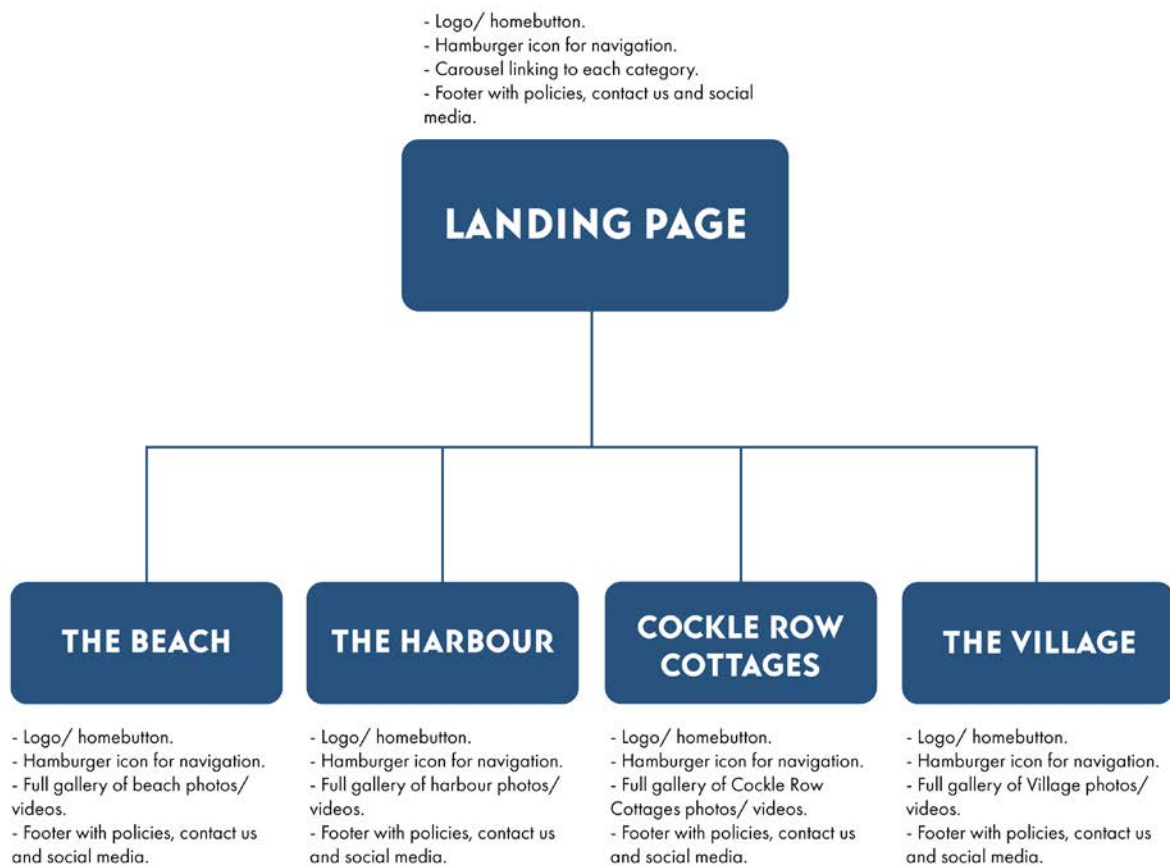 - Logo/ homebutton.
- Hamburger icon for navigation.
- Carousel linking to each category.
- Footer with policies, contact us and social
media.
LANDING PAGE
THE BEACH
- Logo/ homebutton.
- Hamburger icon for navigation.
- Full gallery of beach photos/
videos.
- Footer with policies, contact us
and social media.
THE HARBOUR
- Logo/ homebutton.
- Hamburger icon for navigation.
- Full gallery of harbour photos/
videos.
- Footer with policies, contact us
and social media.
COCKLE ROW
COTTAGES
- Logo/ homebutton.
- Hamburger icon for navigation.
- Full gallery of Cockle Row
Cottages photos/ videos.
- Footer with policies, contact us
and social media.
THE VILLAGE
- Logo/ homebutton.
- Hamburger icon for navigation.
- Full gallery of Village photos/
videos.
- Footer with policies, contact us
and social media.